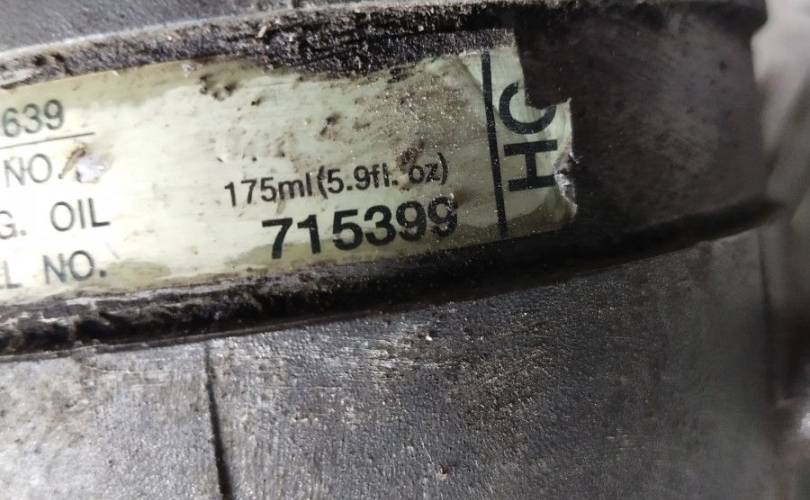 639
NO.
G. OIL 175ml(5.9fl. oz)
L NO. 715399
HC